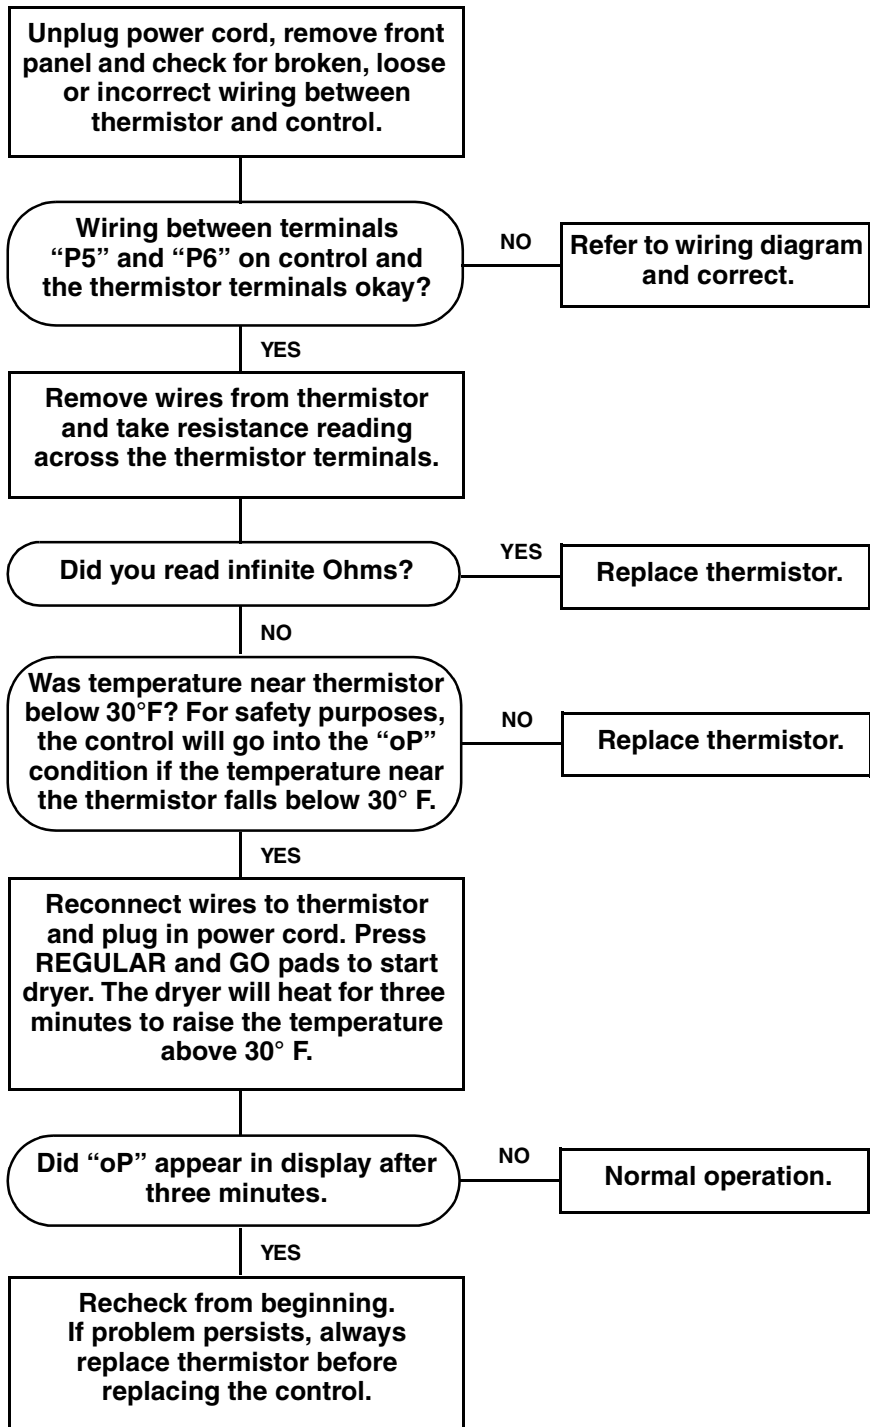 Unplug power cord, remove front
panel and check for broken, loose
or incorrect wiring between
thermistor and control.
Wiring between terminals
“P5” and “P6” on control and
the thermistor terminals okay?
NO
Refer to wiring diagram
and correct.
YES
Remove wires from thermistor
and take resistance reading
across the thermistor terminals.
Did you read infinite Ohms?
YES
Replace thermistor.
NO
Was temperature near thermistor
below 30°F? For safety purposes,
the control will go into the “oP”
condition if the temperature near
the thermistor falls below 30° F.
NO
Replace thermistor.
YES
Reconnect wires to thermistor
and plug in power cord. Press
REGULAR and GO pads to start
dryer. The dryer will heat for three
minutes to raise the temperature
above 30° F.
Did “oP” appear in display after
three minutes.
NO
Normal operation.
YES
Recheck from beginning.
If problem persists, always
replace thermistor before
replacing the control.